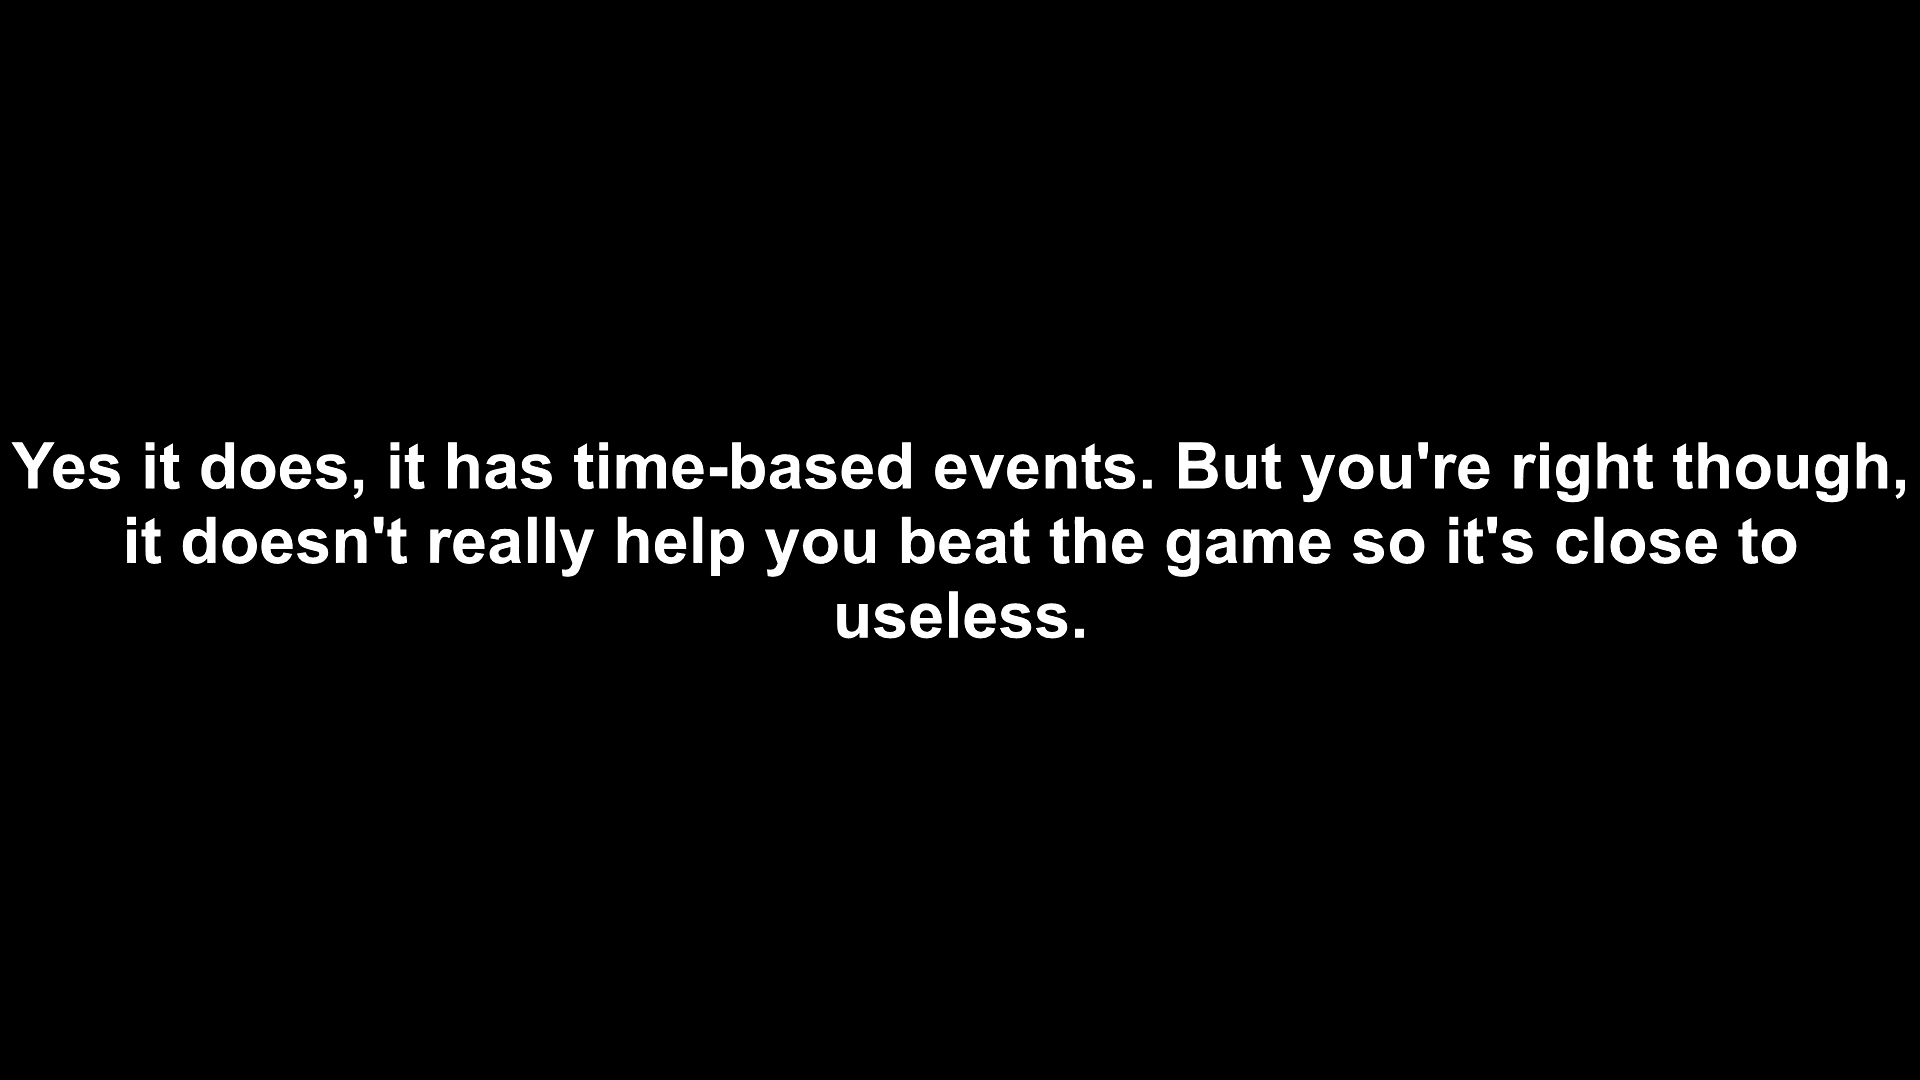 Yes it does, it has time-based events. But you're right though,
it doesn't really help you beat the game so it's close to
useless.